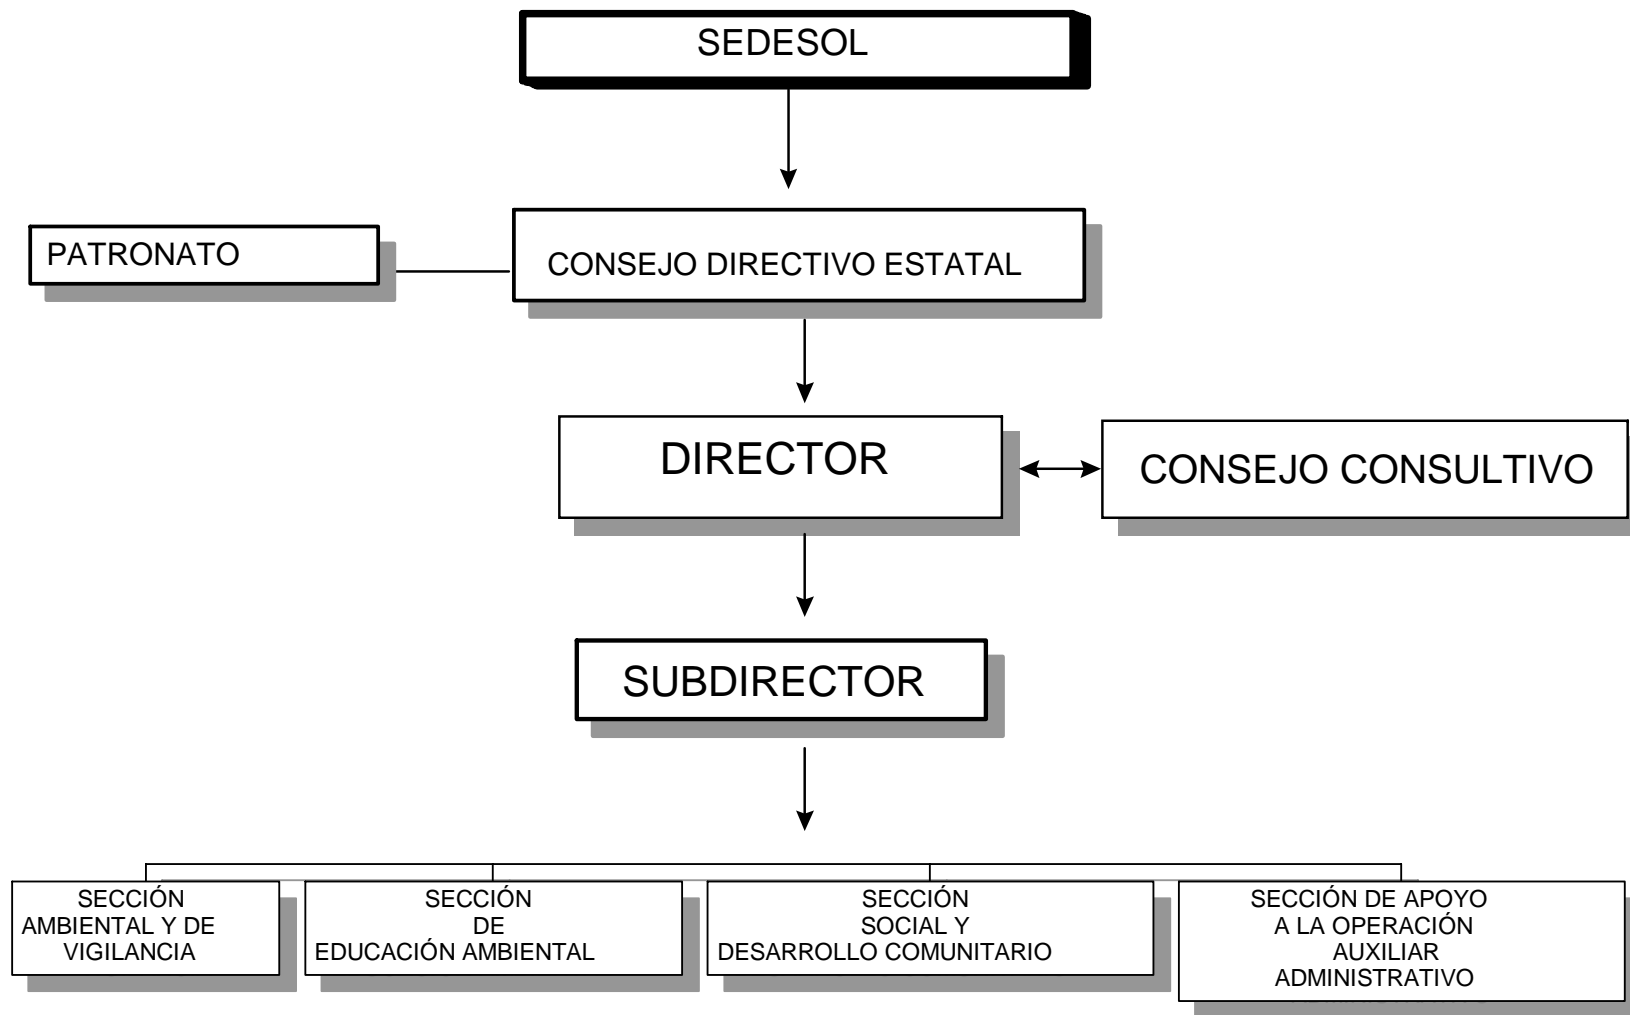 SEDESOL
PATRONATO
CONSEJO DIRECTIVO ESTATAL
DIRECTOR
CONSEJO CONSULTIVO
SUBDIRECTOR
SECCIÓN
AMBIENTAL Y DE
VIGILANCIA
SECCIÓN
DE
EDUCACIÓN AMBIENTAL
SECCIÓN
SOCIAL Y
DESARROLLO COMUNITARIO
SECCIÓN DE APOYO
A LA OPERACIÓN
AUXILIAR
ADMINISTRATIVO